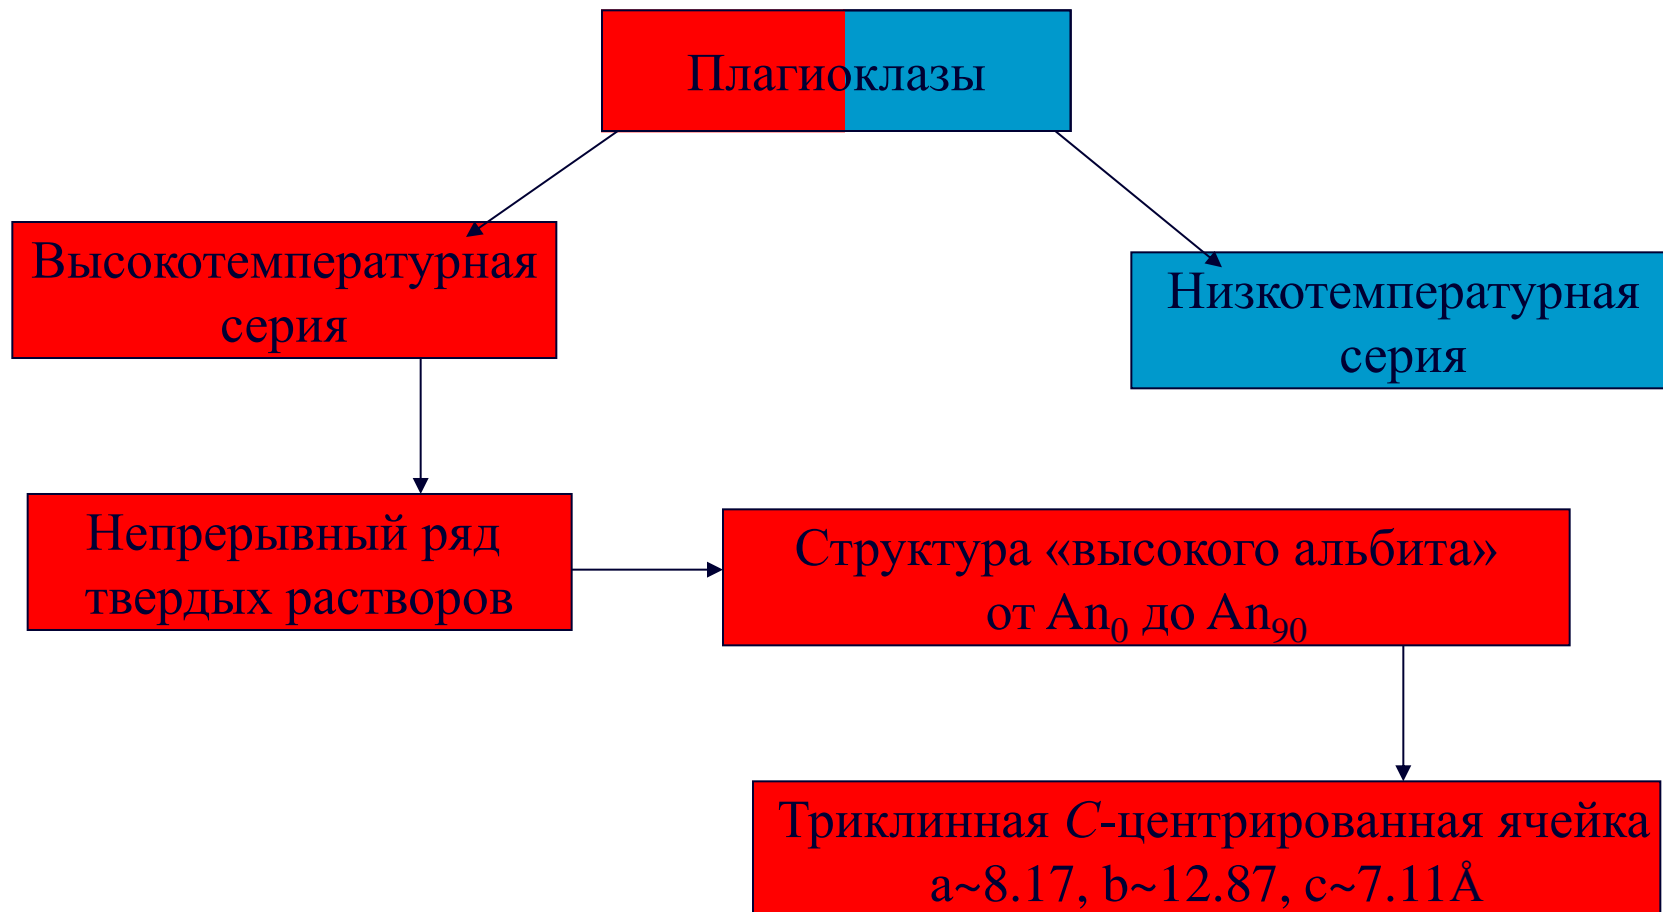 Плагиоклазы
Высокотемпературная
серия
Низкотемпературная
серия
Непрерывный ряд
твердых растворов
Структура «высокого альбита»
от An₀ до An₉₀
Триклинная C-центрированная ячейка
a~8.17, b~12.87, c~7.11Å